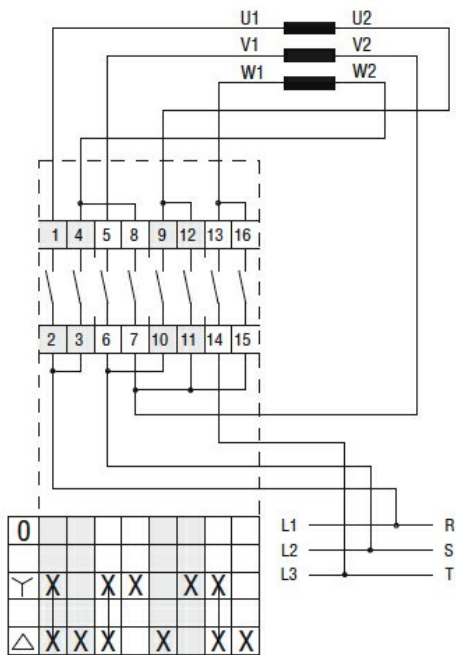 U1 U2
V1 V2
W1 W2
1 4 5 8 9 12 13 16
2 3 6 7 10 11 14 15
L1 R
L2 S
L3 T
0
Y X X X X X
△ X X X X X X